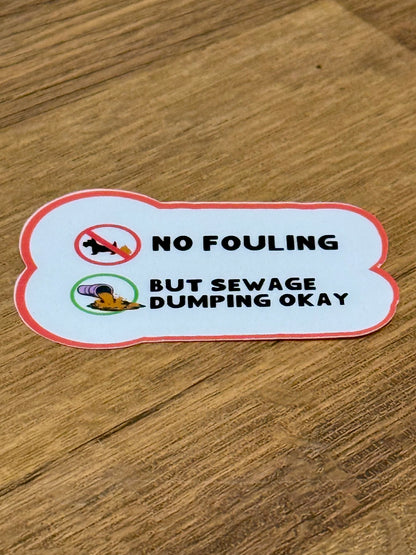 NO FOULING
BUT SEWAGE
DUMPING OKAY